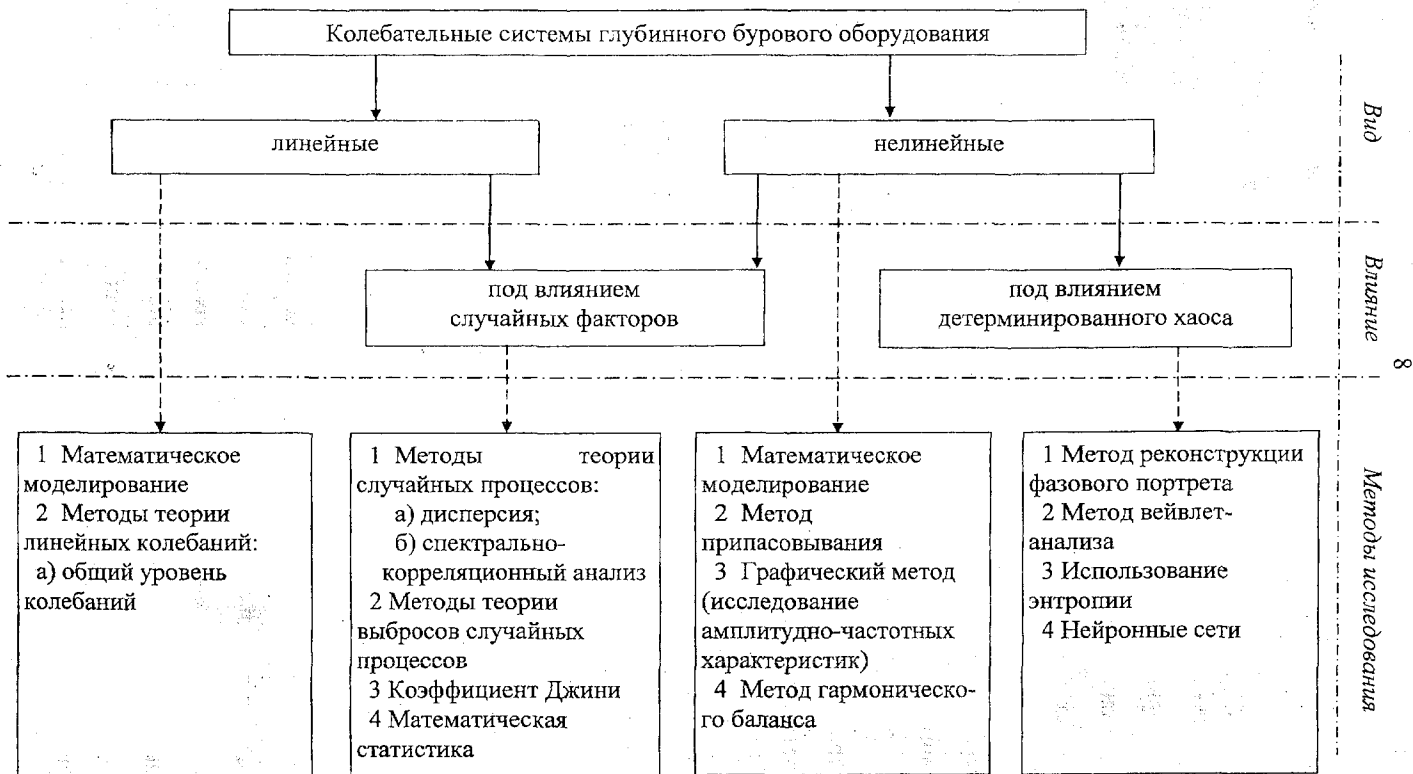 Колебательные системы глубинного бурового оборудования
линейные
нелинейные
Вид
под влиянием
случайных факторов
под влиянием
детерминированного хаоса
Влияние
8
1 Математическое
моделирование
2 Методы теории
линейных колебаний:
а) общий уровень
колебаний
1 Методы теории
случайных процессов:
а) дисперсия;
б) спектрально-
корреляционный анализ
2 Методы теории
выбросов случайных
процессов
3 Коэффициент Джини
4 Математическая
статистика
1 Математическое
моделирование
2 Метод
припасовывания
3 Графический метод
(исследование
амплитудно-частотных
характеристик)
4 Метод гармоническо-
го баланса
1 Метод реконструкции
фазового портрета
2 Метод вейвлет-
анализа
3 Использование
энтропии
4 Нейронные сети
Методы исследования